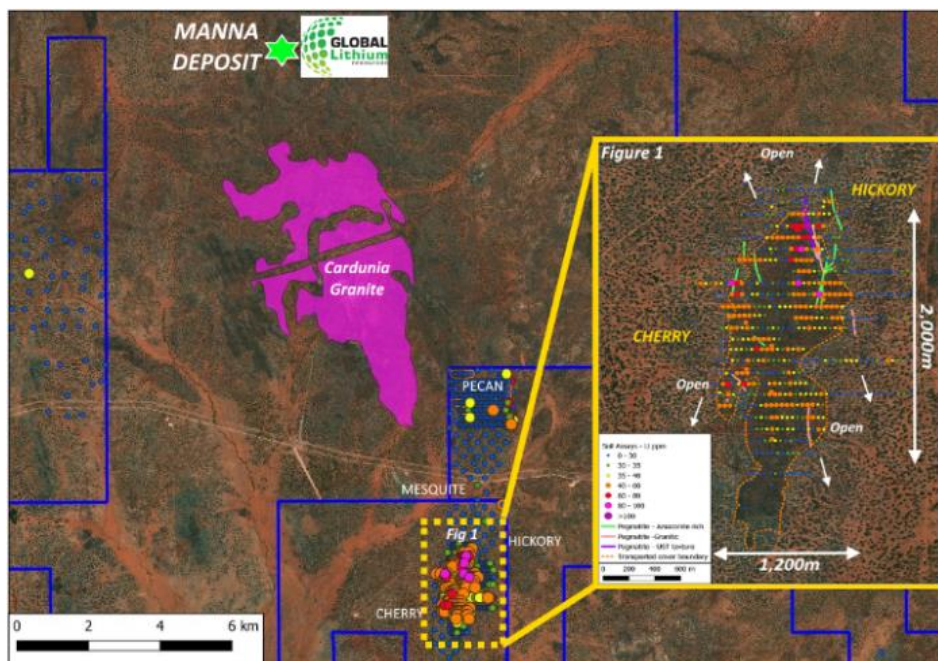 MANNA
DEPOSIT
GLOBAL
Lithium
Cardunia
Granite
PECAN
MESQUITE
Fig 1
HICKORY
CHERRY
0 2 4 6 km
Figure 1
Open
HICKORY
CHERRY
2,000m
Open
Open
Soil Assays - Li ppm
0 - 30
30 - 35
35 - 40
40 - 60
60 - 80
80 - 100
>100
Pegmatite - Amazonite rich
Pegmatite - Granitic
Pegmatite - UST texture
Transported cover boundary
0 200 400 600 m
1,200m